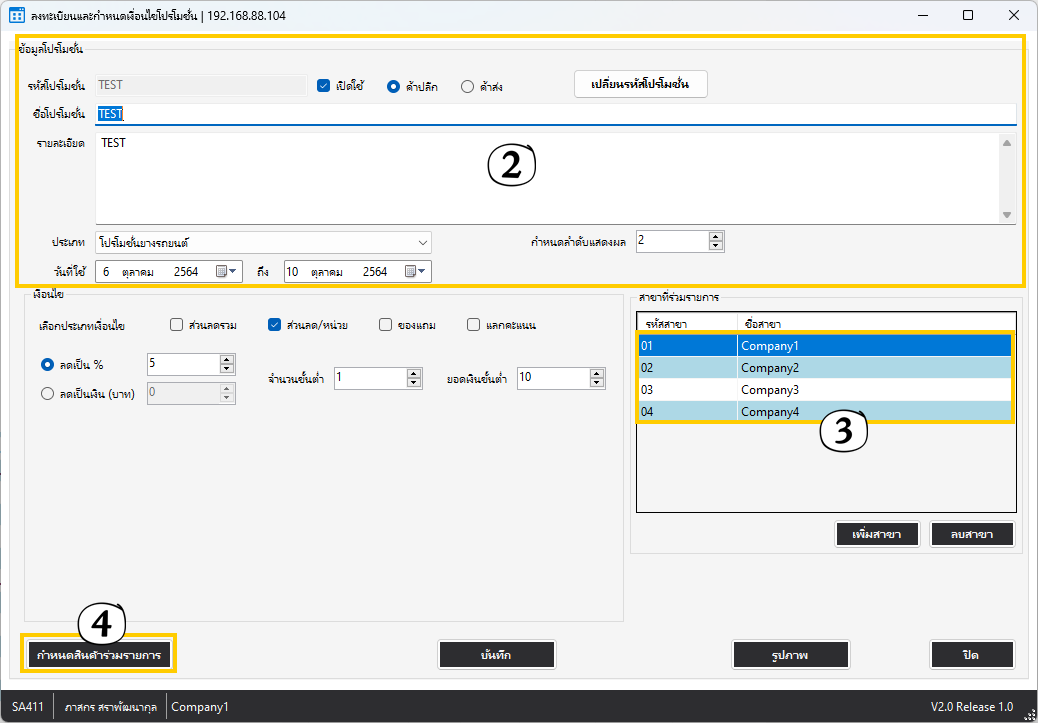 ลงทะเบียนและกำหนดเงื่อนไขโปรโมชั่น | 192.168.88.104
ข้อมูลโปรโมชั่น
รหัสโปรโมชั่น TEST เปิดใช้ ค้าปลีก ค้าส่ง เปลี่ยนรหัสโปรโมชั่น
ชื่อโปรโมชั่น TEST
รายละเอียด TEST
2
ประเภท โปรโมชั่นยางรถยนต์ กำหนดลำดับแสดงผล 2
วันที่ใช้ 6 ตุลาคม 2564 ถึง 10 ตุลาคม 2564
เงื่อนไข
เลือกประเภทเงื่อนไข ส่วนลดรวม ส่วนลด/หน่วย ของแถม แลกคะแนน
ลดเป็น % 5
ลดเป็นเงิน (บาท) 0
จำนวนขั้นต่ำ 1 ยอดเงินขั้นต่ำ 10
สาขาที่ร่วมรายการ
รหัสสาขา ชื่อสาขา
01 Company1
02 Company2
03 Company3
04 Company4
3
เพิ่มสาขา ลบสาขา
4
กำหนดสินค้าร่วมรายการ บันทึก รูปภาพ ปิด
SA411 ภาสกร สราพัฒนากุล Company1 V2.0 Release 1.0